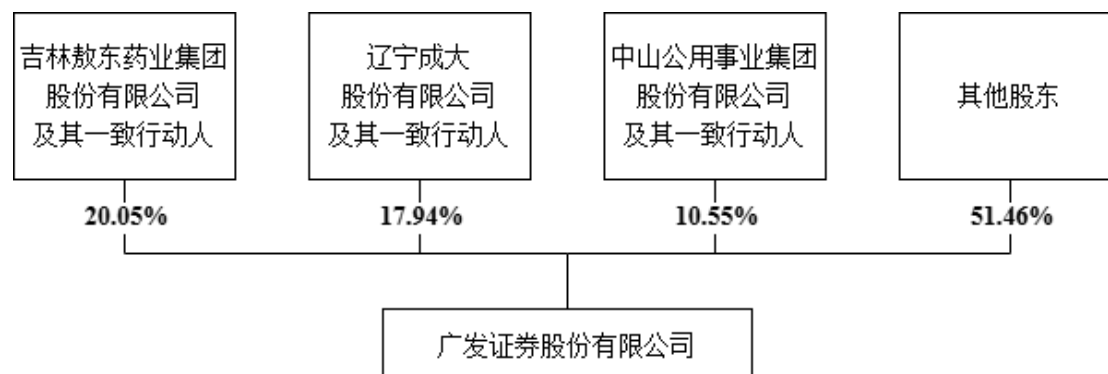 吉林敖东药业集团
股份有限公司
及其一致行动人
辽宁成大
股份有限公司
及其一致行动人
中山公用事业集团
股份有限公司
及其一致行动人
其他股东
20.05%
17.94%
10.55%
51.46%
广发证券股份有限公司